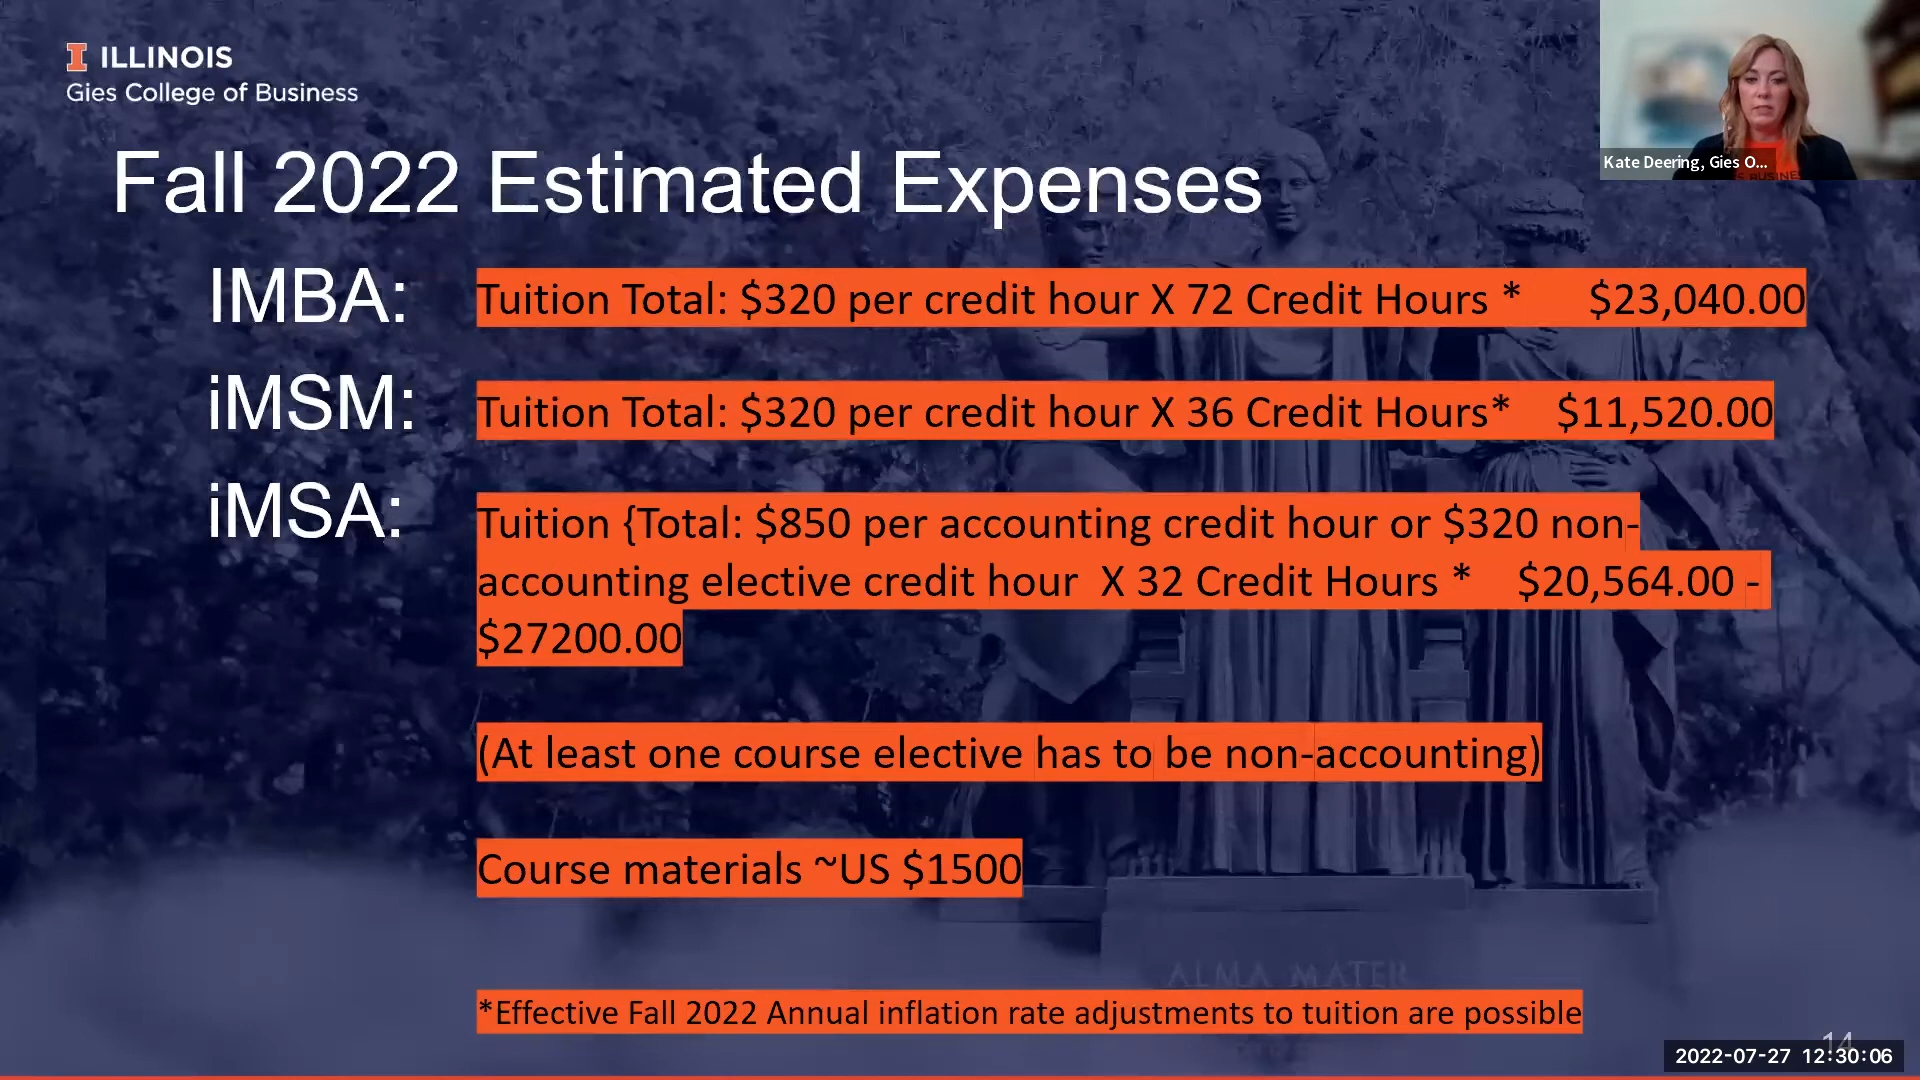 ILLINOIS
Gies College of Business
Kate Deering, Gies O...
Fall 2022 Estimated Expenses
IMBA:
Tuition Total: $320 per credit hour X 72 Credit Hours * $23,040.00
iMSM:
Tuition Total: $320 per credit hour X 36 Credit Hours* $11,520.00
iMSA:
Tuition {Total: $850 per accounting credit hour or $320 non-
accounting elective credit hour X 32 Credit Hours * $20,564.00 -
$27200.00
(At least one course elective has to be non-accounting)
Course materials ~US $1500
ALMA MATER
*Effective Fall 2022 Annual inflation rate adjustments to tuition are possible
14
2022-07-27 12:30:06